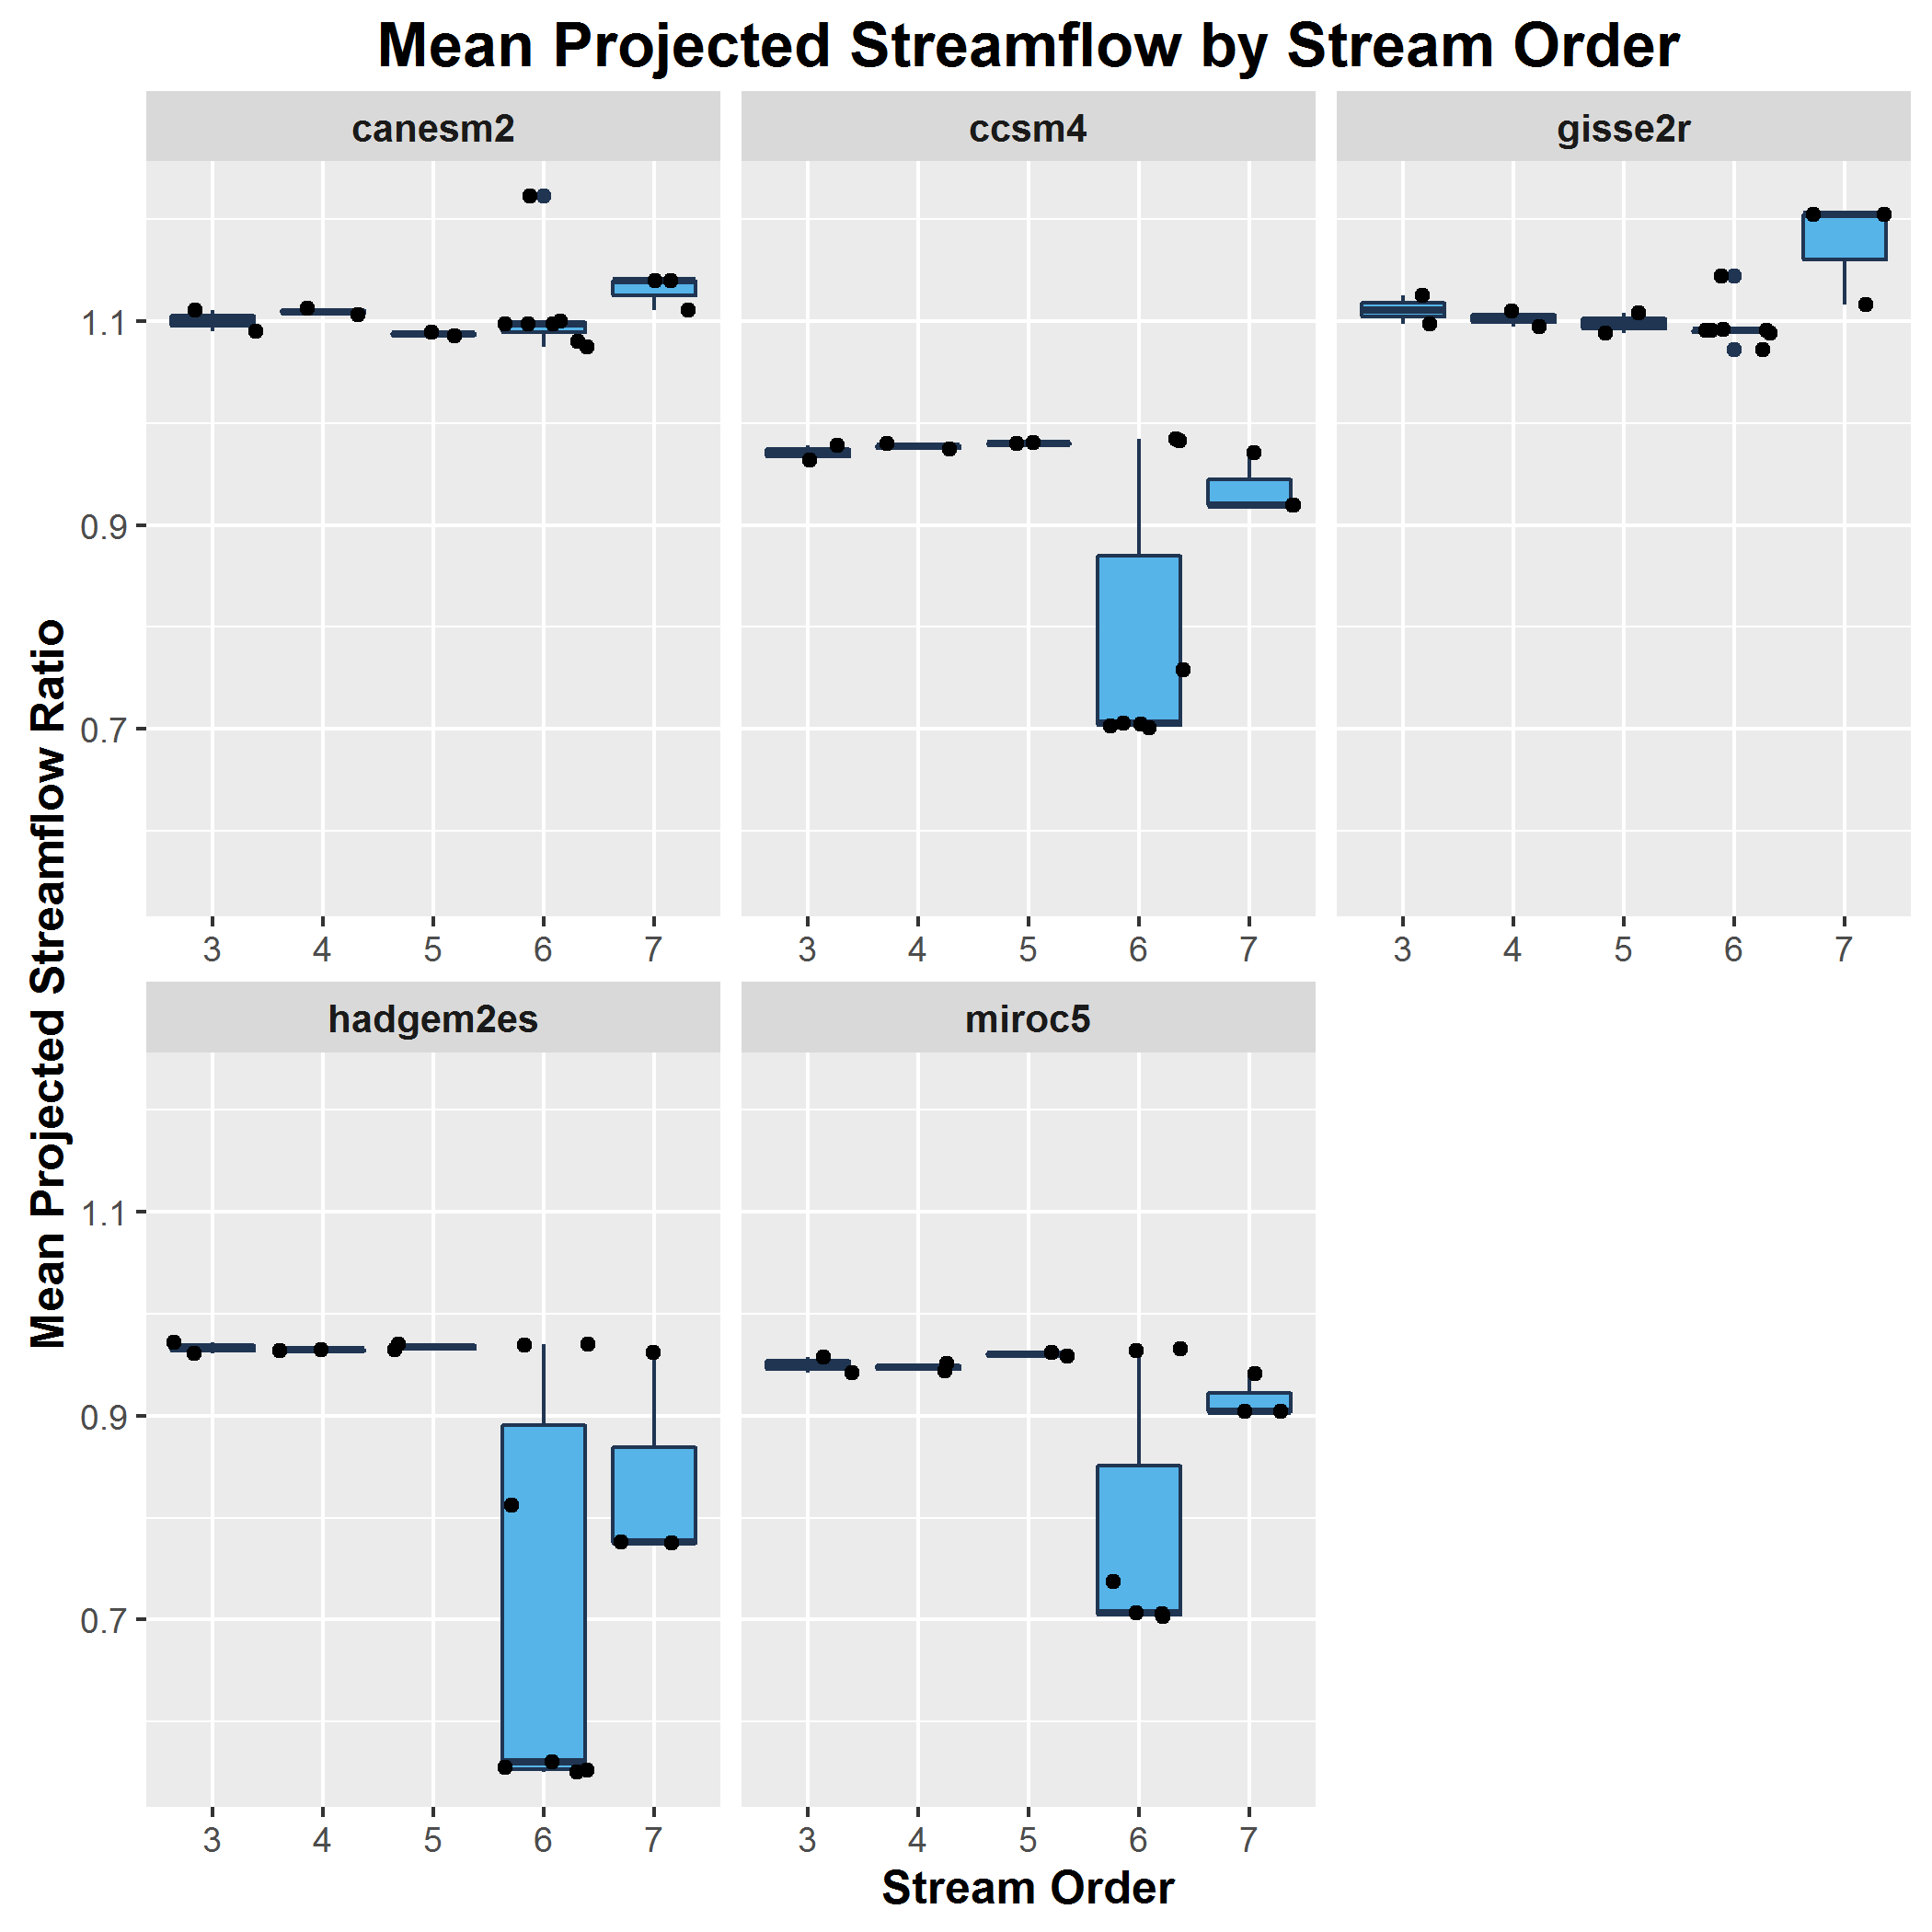 Mean Projected Streamflow by Stream Order
canesm2
ccsm4
gisse2r
Mean Projected Streamflow Ratio
1.1
0.9
0.7
3 4 5 6 7
3 4 5 6 7
3 4 5 6 7
hadgem2es
miroc5
1.1
0.9
0.7
3 4 5 6 7
3 4 5 6 7
Stream Order